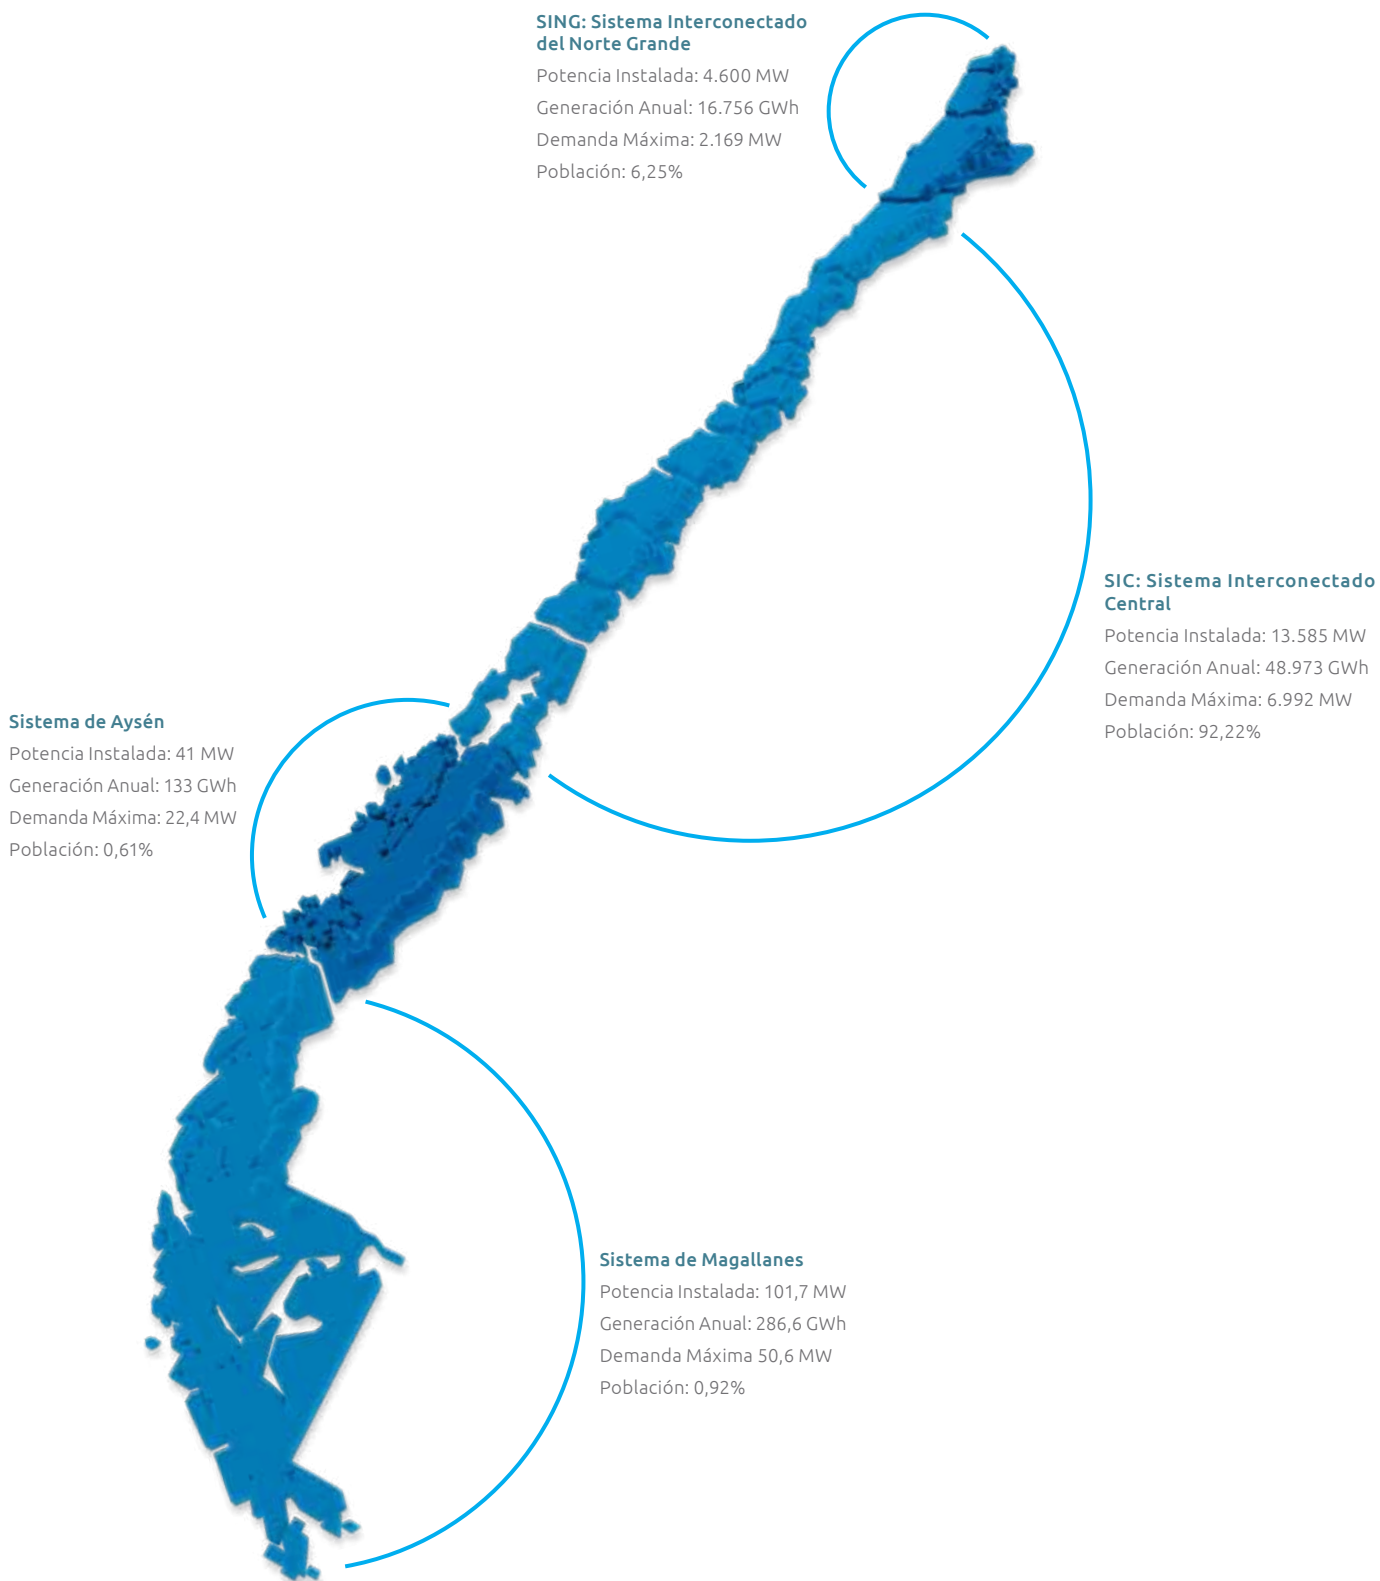 SING: Sistema Interconectado
del Norte Grande
Potencia Instalada: 4.600 MW
Generación Anual: 16.756 GWh
Demanda Máxima: 2.169 MW
Población: 6,25%
SIC: Sistema Interconectado
Central
Potencia Instalada: 13.585 MW
Generación Anual: 48.973 GWh
Demanda Máxima: 6.992 MW
Población: 92,22%
Sistema de Aysén
Potencia Instalada: 41 MW
Generación Anual: 133 GWh
Demanda Máxima: 22,4 MW
Población: 0,61%
Sistema de Magallanes
Potencia Instalada: 101,7 MW
Generación Anual: 286,6 GWh
Demanda Máxima 50,6 MW
Población: 0,92%